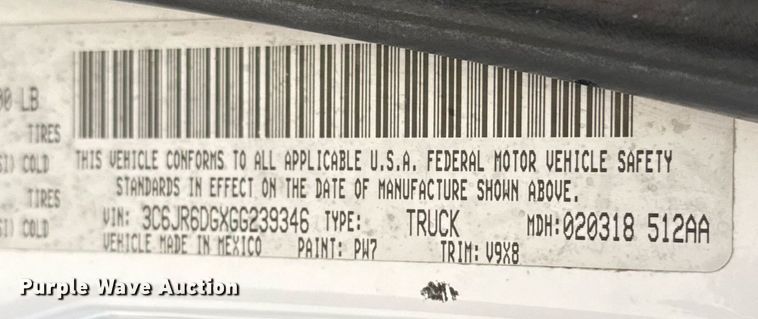 00 LB
TIRES
SI) COLD
TIRES
SI) COLD
THIS VEHICLE CONFORMS TO ALL APPLICABLE U.S.A. FEDERAL MOTOR VEHICLE SAFETY
STANDARDS IN EFFECT ON THE DATE OF MANUFACTURE SHOWN ABOVE.
VIN: 3C6JR6DGXGG239346 TYPE: TRUCK MDH:020318 512AA
VEHICLE MADE IN MEXICO PAINT: PW7 TRIM: V9X8
Purple Wave Auction